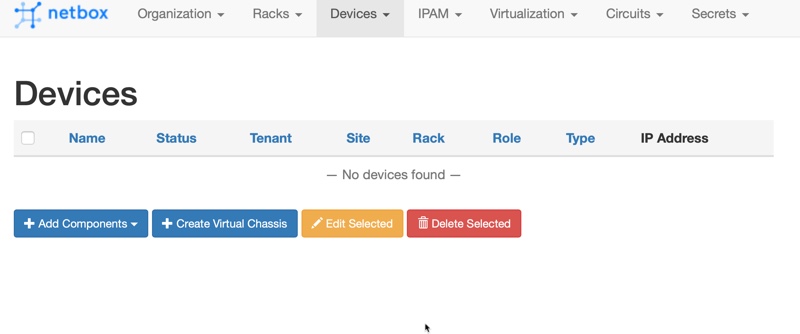 netbox Organization Racks Devices IPAM Virtualization Circuits Secrets
Devices
Name Status Tenant Site Rack Role Type IP Address
— No devices found —
Add Components Create Virtual Chassis Edit Selected Delete Selected